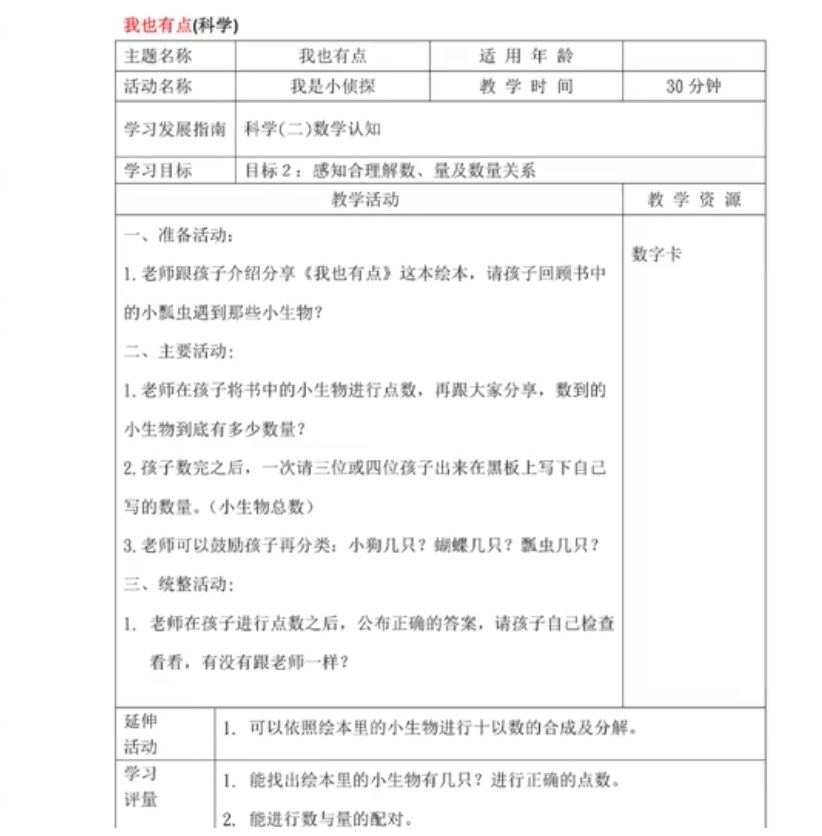 我也有点(科学)
主题名称 我也有点 适用年龄
活动名称 我是小侦探 教学时间 30分钟
学习发展指南 科学(二)数学认知
学习目标 目标2：感知合理解数、量及数量关系
教学活动 教学资源
一、准备活动:
数字卡
1.老师跟孩子介绍分享《我也有点》这本绘本，请孩子回顾书中
的小瓢虫遇到那些小生物？
二、主要活动:
1.老师在孩子将书中的小生物进行点数，再跟大家分享，数到的
小生物到底有多少数量？
2.孩子数完之后，一次请三位或四位孩子出来在黑板上写下自己
写的数量。（小生物总数）
3.老师可以鼓励孩子再分类：小狗几只？蝴蝶几只？瓢虫几只？
三、统整活动:
1. 老师在孩子进行点数之后，公布正确的答案，请孩子自己检查
看看，有没有跟老师一样？
延伸
活动
1. 可以依照绘本里的小生物进行十以数的合成及分解。
学习
评量
1. 能找出绘本里的小生物有几只？进行正确的点数。
2. 能进行数与量的配对。